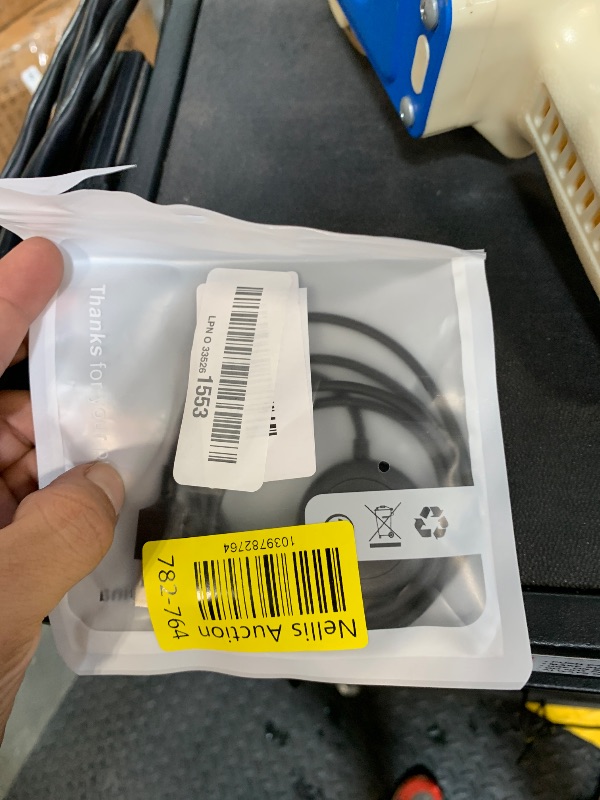 Thanks for
LPN O 33526 1553
1039782764
Nellis Auction
782-764